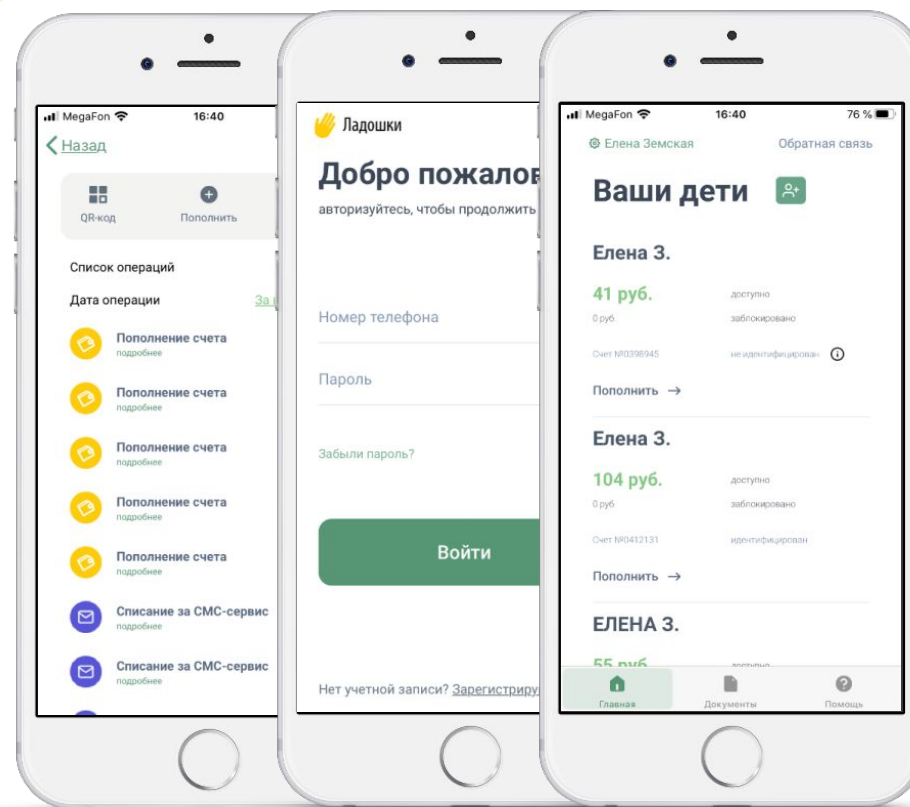 MegaFon 16:40
Назад
QR-код Пополнить
Список операций
Дата операции За
Пополнение счета
подробнее
Пополнение счета
подробнее
Пополнение счета
подробнее
Пополнение счета
подробнее
Пополнение счета
подробнее
Списание за СМС-сервис
подробнее
Списание за СМС-сервис
подробнее
Ладошки
Добро пожалов
авторизуйтесь, чтобы продолжить
Номер телефона
Пароль
Забыли пароль?
Войти
Нет учетной записи? Зарегистриру
MegaFon 16:40 76 %
Елена Земская Обратная связь
Ваши дети
Елена З.
41 руб. доступно
0 руб заблокировано
Счет №0398945 не идентифицирован
Пополнить →
Елена З.
104 руб. доступно
0 руб заблокировано
Счет №0412131 идентифицирован
Пополнить →
ЕЛЕНА З.
55 руб доступно
Главная Документы Помощь